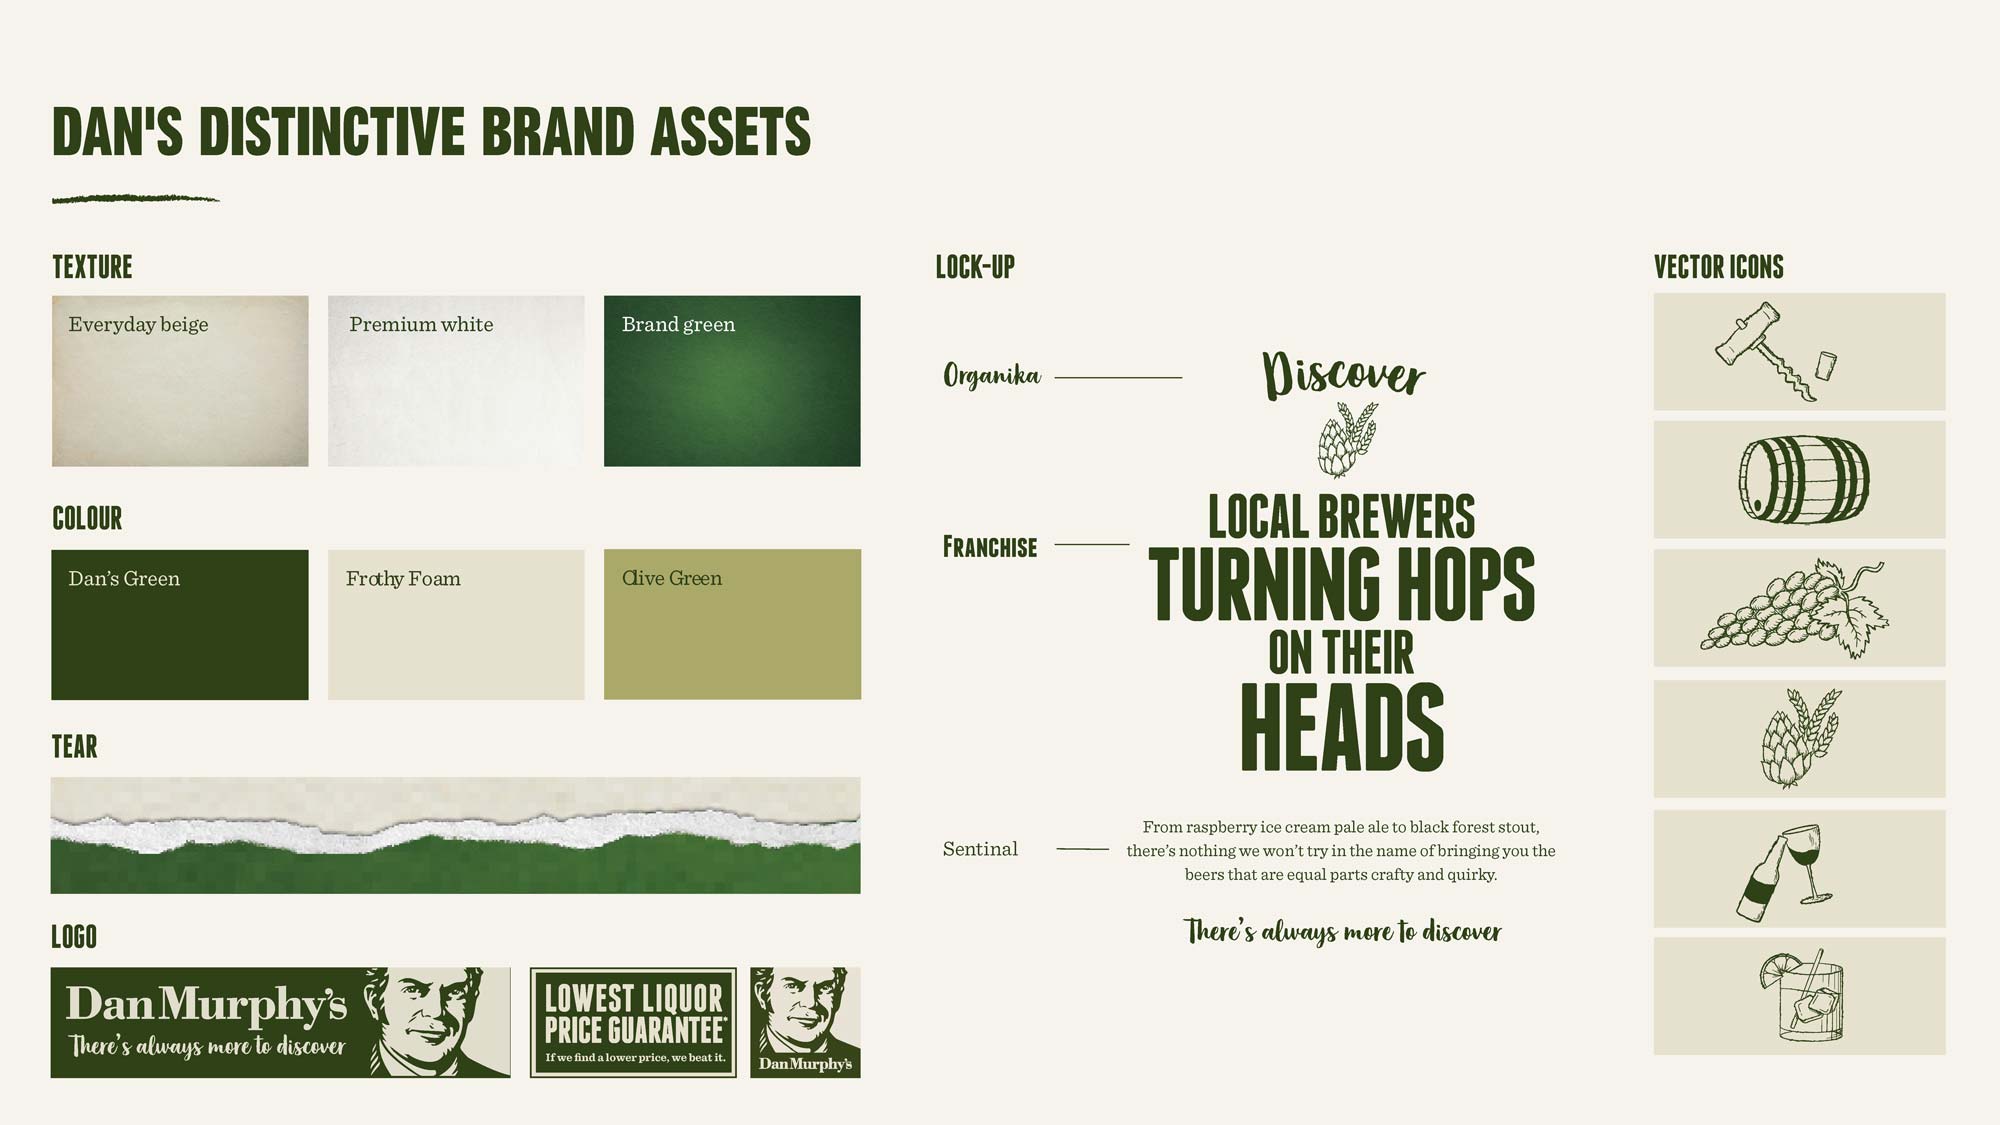 DAN'S DISTINCTIVE BRAND ASSETS
TEXTURE
Everyday beige
Premium white
Brand green
COLOUR
Dan's Green
Frothy Foam
Olive Green
TEAR
LOGO
Dan Murphy's
There's always more to discover
LOWEST LIQUOR
PRICE GUARANTEE*
If we find a lower price, we beat it.
Dan Murphy's
LOCK-UP
Organika
Discover
Franchise
LOCAL BREWERS
TURNING HOPS
ON THEIR
HEADS
Sentinal
From raspberry ice cream pale ale to black forest stout,
there's nothing we won't try in the name of bringing you the
beers that are equal parts crafty and quirky.
There's always more to discover
VECTOR ICONS